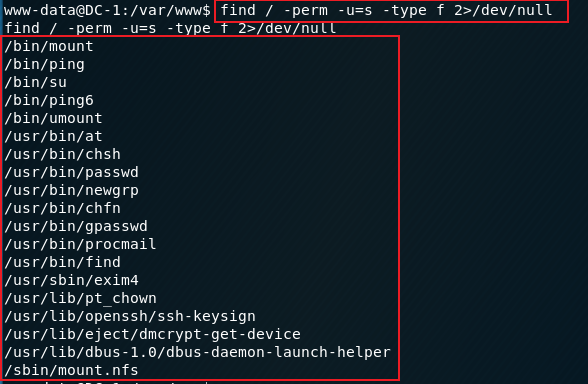 www-data@DC-1:/var/www$ find / -perm -u=s -type f 2>/dev/null
find / -perm -u=s -type f 2>/dev/null
/bin/mount
/bin/ping
/bin/su
/bin/ping6
/bin/umount
/usr/bin/at
/usr/bin/chsh
/usr/bin/passwd
/usr/bin/newgrp
/usr/bin/chfn
/usr/bin/gpasswd
/usr/bin/procmail
/usr/bin/find
/usr/sbin/exim4
/usr/lib/pt_chown
/usr/lib/openssh/ssh-keysign
/usr/lib/eject/dmcrypt-get-device
/usr/lib/dbus-1.0/dbus-daemon-launch-helper
/sbin/mount.nfs